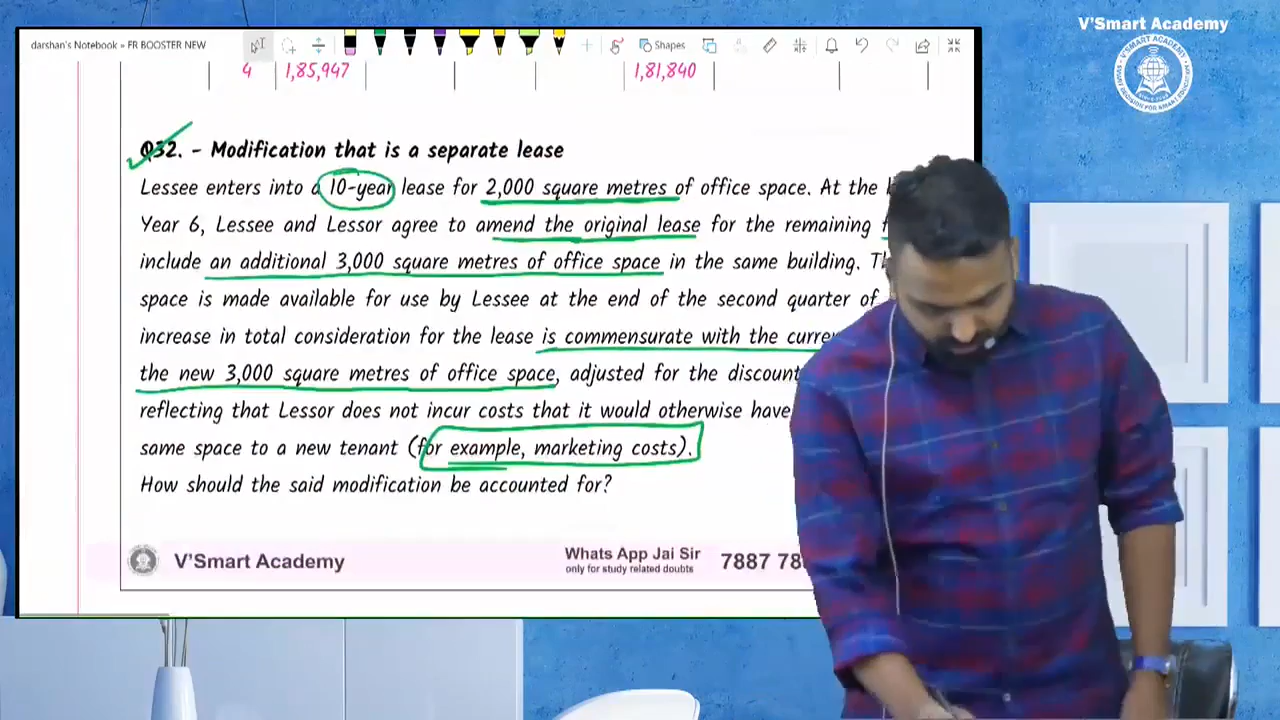 V'Smart Academy
darshan's Notebook » FR BOOSTER NEW
Shapes
4 1,85,947 1,81,840
Q32. - Modification that is a separate lease
Lessee enters into a 10-year lease for 2,000 square metres of office space. At the
Year 6, Lessee and Lessor agree to amend the original lease for the remaining
include an additional 3,000 square metres of office space in the same building.
space is made available for use by Lessee at the end of the second quarter of
increase in total consideration for the lease is commensurate with the
the new 3,000 square metres of office space, adjusted for the discount
reflecting that Lessor does not incur costs that it would otherwise have
same space to a new tenant (for example, marketing costs).
How should the said modification be accounted for?
V'Smart Academy
Whats App Jai Sir
only for study related doubts
7887 78